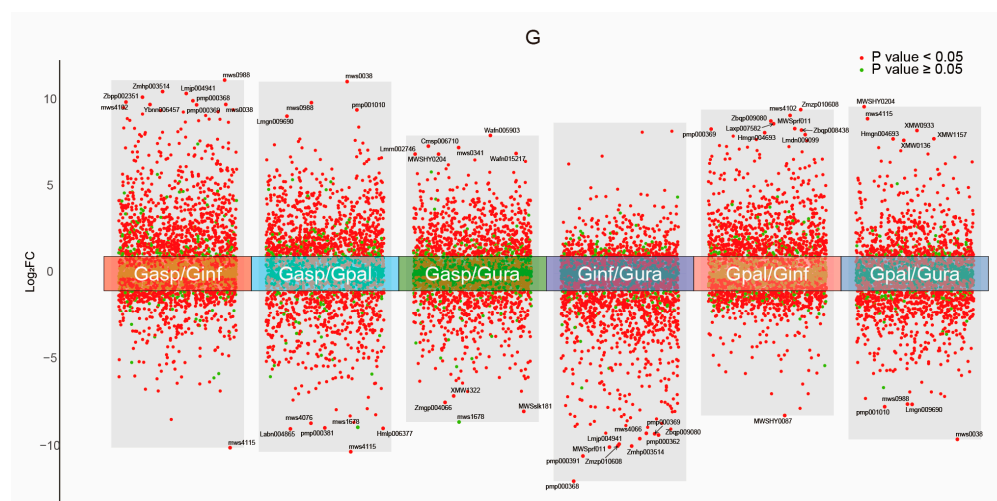 G
P value < 0.05
P value ≥ 0.05
Log₂FC
10
5
0
−5
−10
mws0988
Zmhp003514
Lmjp004941
Zbpp002351
pmp000368
mws4102
Ybnn006457
pmp000369
mws0038
Gasp/Ginf
mws4115
mws0038
mws0988
pmp001010
Lmgn009690
Gasp/Gpal
mws4076
mws1678
Labn004865
pmp000381
Hmlp006377
mws4115
Wafn005903
Cmsp006710
Lmm002746
mws0341
MWSHY0204
Wafn015217
Gasp/Gura
XMW1322
Zmgp004066
MWSslk181
mws1678
Ginf/Gura
pmp000369
mws4066
Zbqp009080
Lmjp004941
pmp000362
MWSprf011
Zmhp003514
pmp000391
Zmzp010608
pmp000368
Zmzp010608
mws4102
Zbqp009080
MWSprf011
pmp000369
Laxp007582
Zbqp008438
Hmgn004693
Lmdn009099
Gpal/Ginf
MWSHY0087
MWSHY0204
mws4115
XMW0933
Hmgn004693
XMW1157
XMW0136
Gpal/Gura
mws0988
pmp001010
Lmgn009690
mws0038